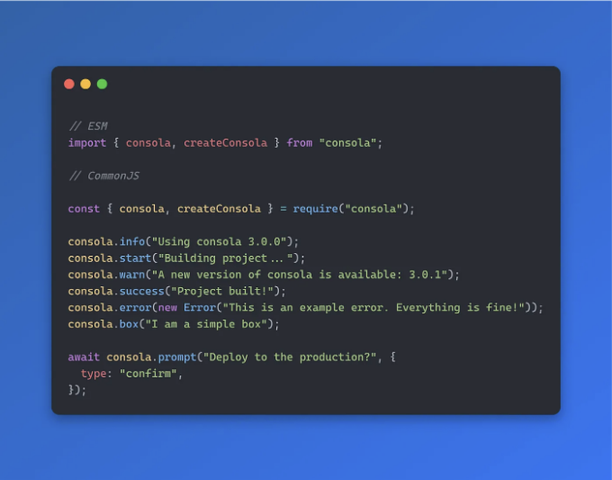 // ESM
import { consola, createConsola } from "consola";
// CommonJS
const { consola, createConsola } = require("consola");
consola.info("Using consola 3.0.0");
consola.start("Building project...");
consola.warn("A new version of consola is available: 3.0.1");
consola.success("Project built!");
consola.error(new Error("This is an example error. Everything is fine!"));
consola.box("I am a simple box");
await consola.prompt("Deploy to the production?", {
  type: "confirm",
});